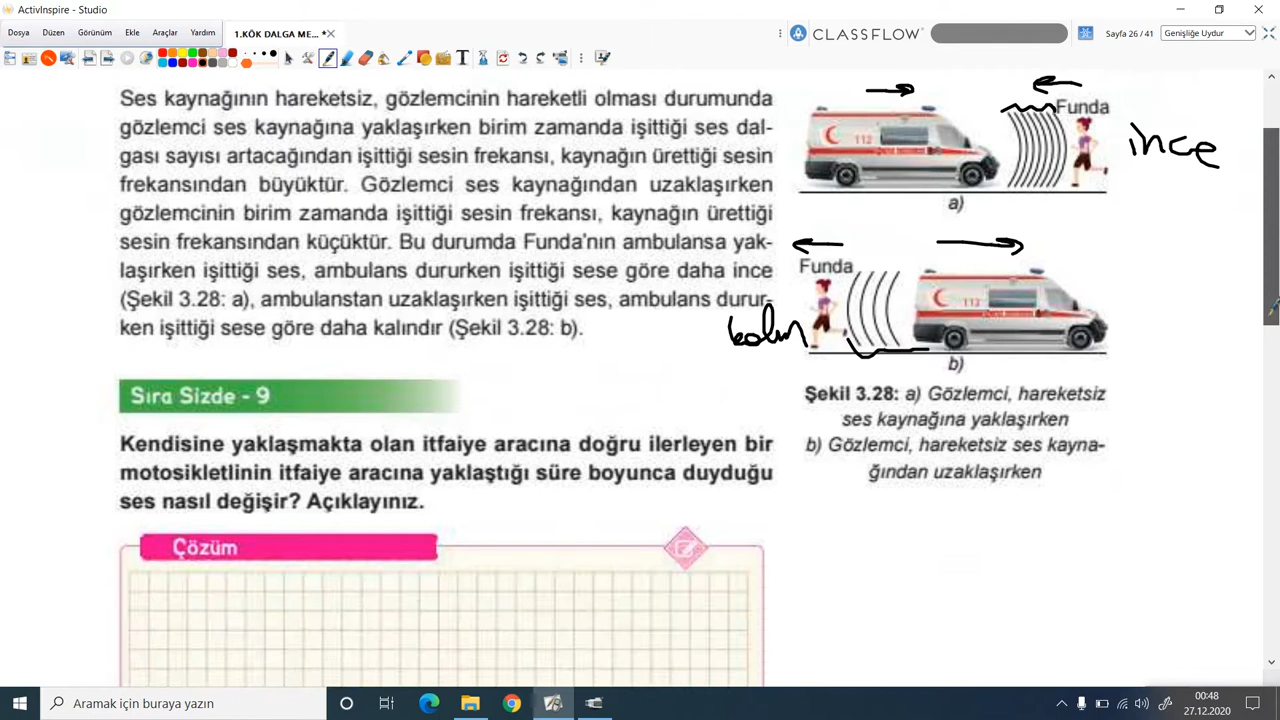 ActivInspire - Studio
Dosya Düzen Görünüm Ekle Araçlar Yardım
1.KÖK DALGA ME... *
CLASSFLOW
Sayfa 26 / 41
Genişliğe Uydur
Ses kaynağının hareketsiz, gözlemcinin hareketli olması durumunda
gözlemci ses kaynağına yaklaşırken birim zamanda işittiği ses dal-
gası sayısı artacağından işittiği sesin frekansı, kaynağın ürettiği sesin
frekansından büyüktür. Gözlemci ses kaynağından uzaklaşırken
gözlemcinin birim zamanda işittiği sesin frekansı, kaynağın ürettiği
sesin frekansından küçüktür. Bu durumda Funda'nın ambulansa yak-
laşırken işittiği ses, ambulans dururken işittiği sese göre daha ince
(Şekil 3.28: a), ambulanstan uzaklaşırken işittiği ses, ambulans durur-
ken işittiği sese göre daha kalındır (Şekil 3.28: b).
Funda
112
ince
a)
Funda
112
kalın
b)
Şekil 3.28: a) Gözlemci, hareketsiz
ses kaynağına yaklaşırken
b) Gözlemci, hareketsiz ses kayna-
ğından uzaklaşırken
Sıra Sizde - 9
Kendisine yaklaşmakta olan itfaiye aracına doğru ilerleyen bir
motosikletlinin itfaiye aracına yaklaştığı süre boyunca duyduğu
ses nasıl değişir? Açıklayınız.
Çözüm
Aramak için buraya yazın
00:48
27.12.2020